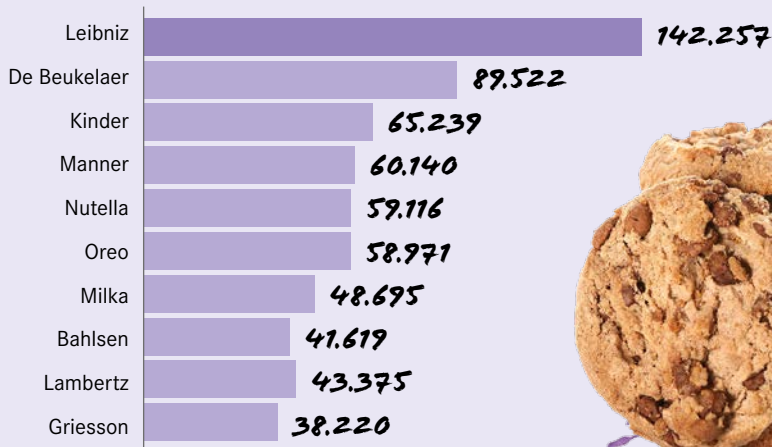 Leibniz 142.257
De Beukelaer 89.522
Kinder 65.239
Manner 60.140
Nutella 59.116
Oreo 58.971
Milka 48.695
Bahlsen 41.619
Lambertz 43.375
Griesson 38.220